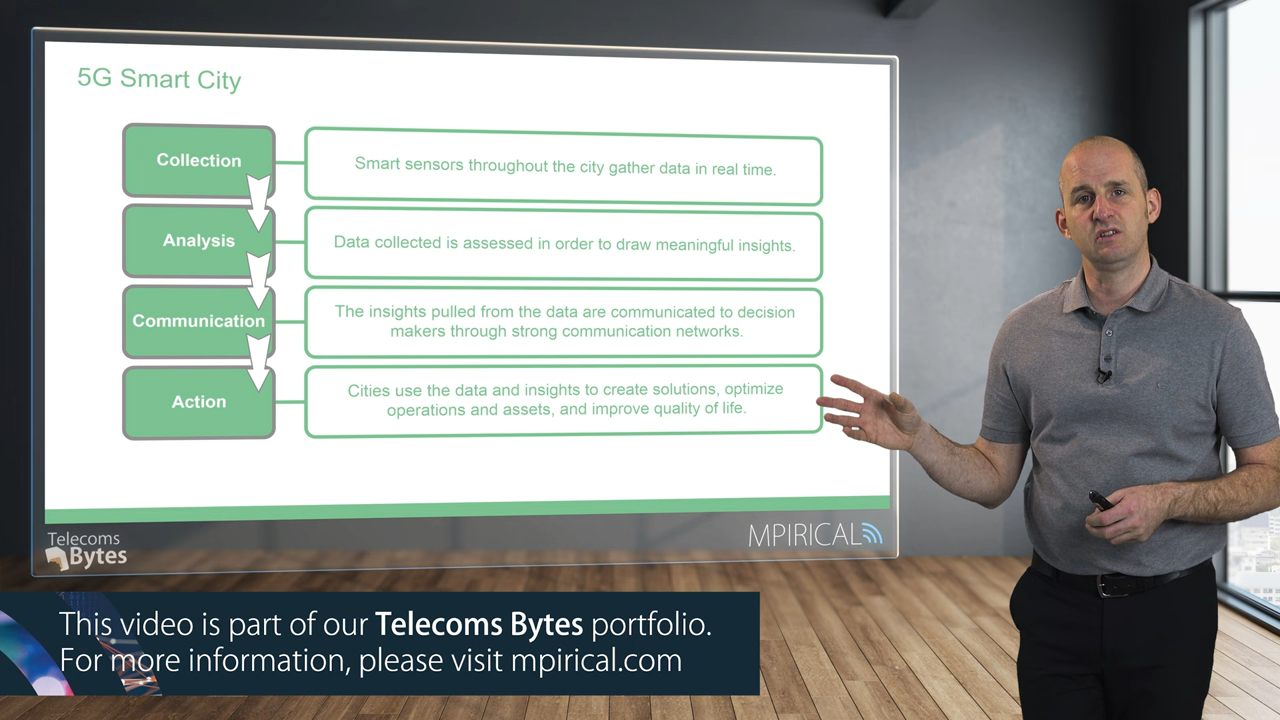 5G Smart City
Collection
Smart sensors throughout the city gather data in real time.
Analysis
Data collected is assessed in order to draw meaningful insights.
Communication
The insights pulled from the data are communicated to decision
makers through strong communication networks.
Action
Cities use the data and insights to create solutions, optimize
operations and assets, and improve quality of life.
Telecoms
Bytes
MPIRICAL
This video is part of our Telecoms Bytes portfolio.
For more information, please visit mpirical.com